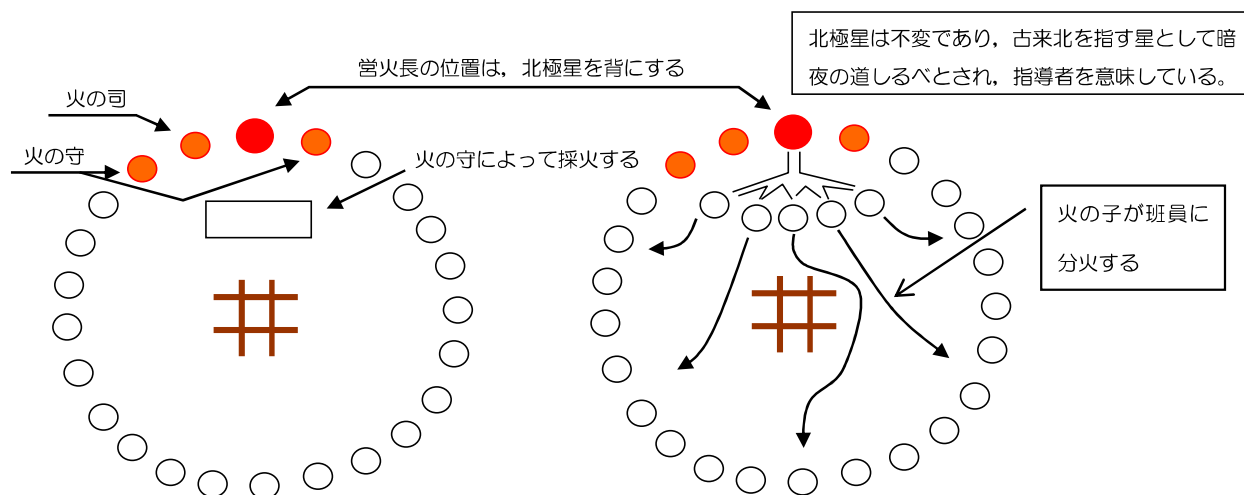 北極星は不変であり，古来北を指す星として暗
夜の道しるべとされ，指導者を意味している。
営火長の位置は，北極星を背にする
火の司
火の守
火の守によって採火する
火の子が班員に
分火する